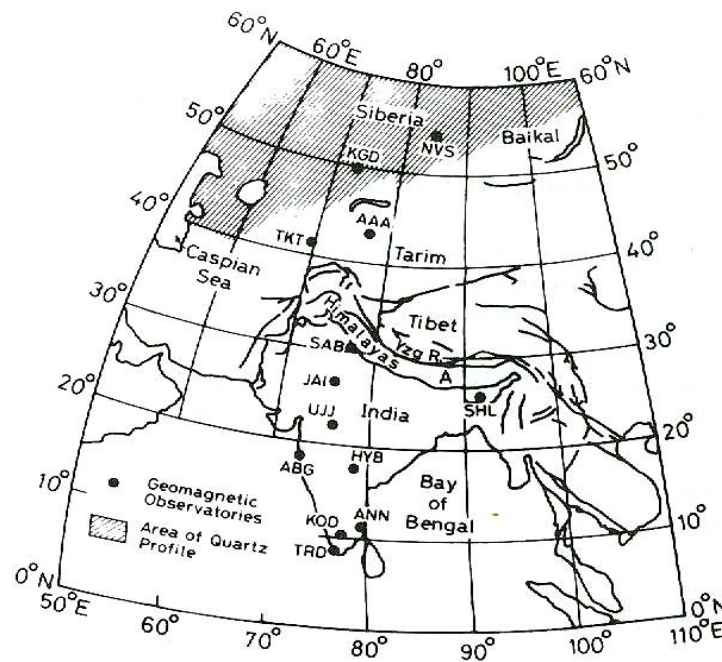 60°N
60°E
80°
100°E
60°N
Siberia
50°
NVS
Baikal
KGD
50°
40°
AAA
TKT
Tarim
40°
Caspian
Sea
30°
Himalayas
Tibet
Yzg R.
30°
SAB
A
JAI
20°
UJJ
India
SHL
20°
ABG
HYB
Bay
of
Bengal
10°
Geomagnetic
Observatories
KOD
ANN
10°
Area of Quartz
Profile
TRD
0°N
50°E
60°
70°
80°
90°
100°
0°N
110°E